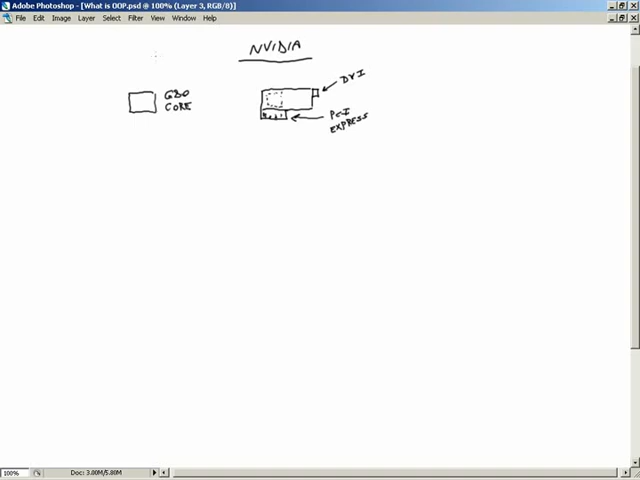 Adobe Photoshop - [What is OOP.psd @ 100% (Layer 3, RGB/8)]
File Edit Image Layer Select Filter View Window Help
NVIDIA
DVI
G80
CORE
PCI
EXPRESS
100%
Doc: 3.00M/5.80M